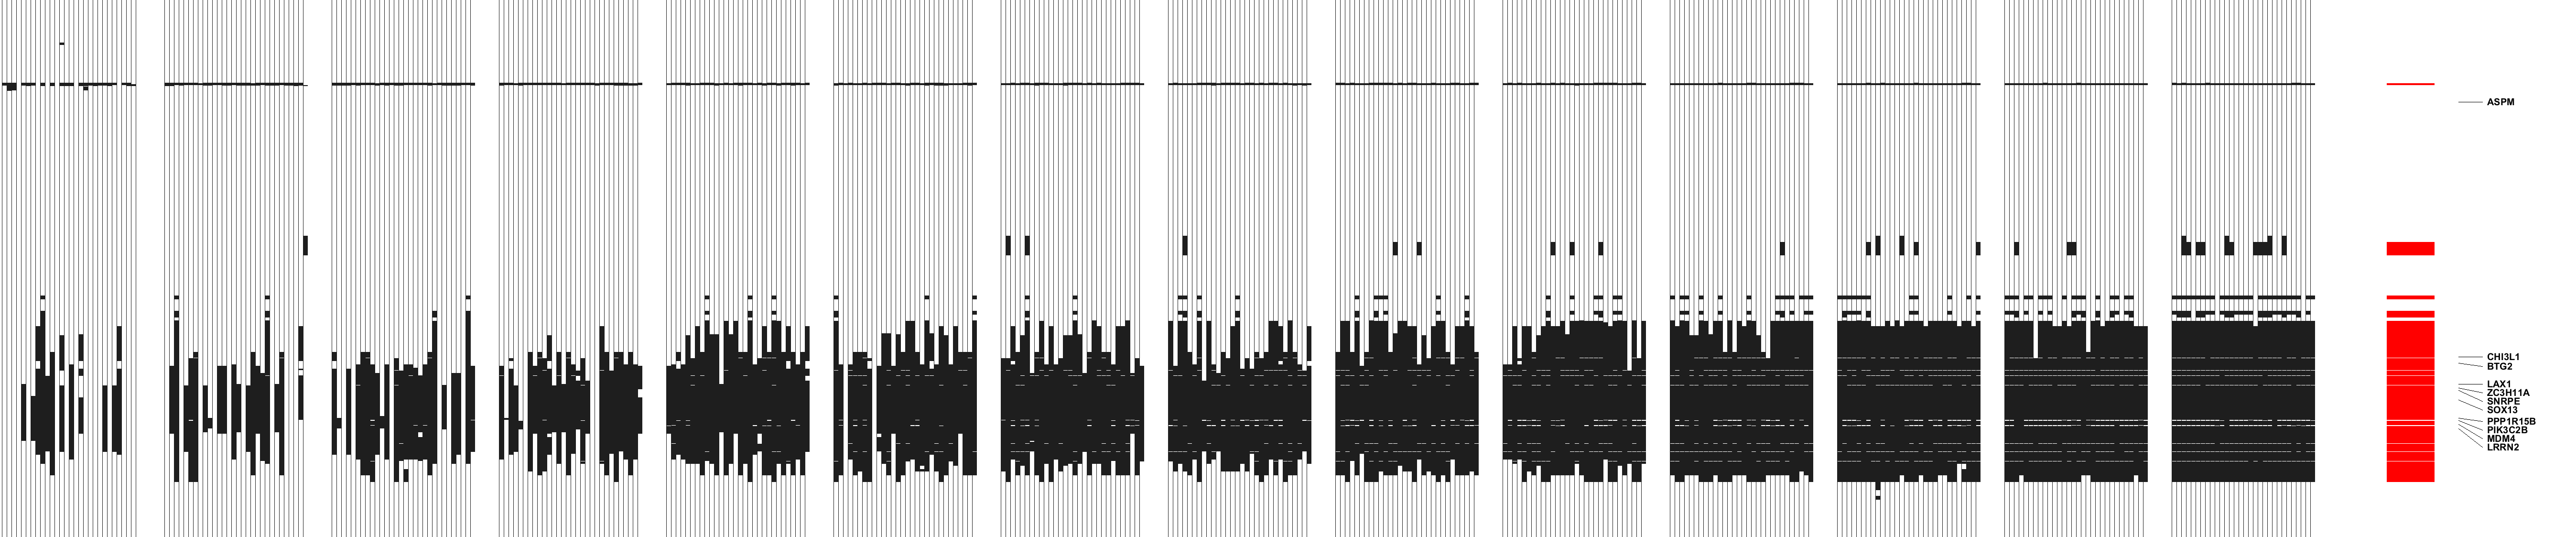 ASPM
CHI3L1
BTG2
LAX1
ZC3H11A
SNRPE
SOX13
PPP1R15B
PIK3C2B
MDM4
LRRN2